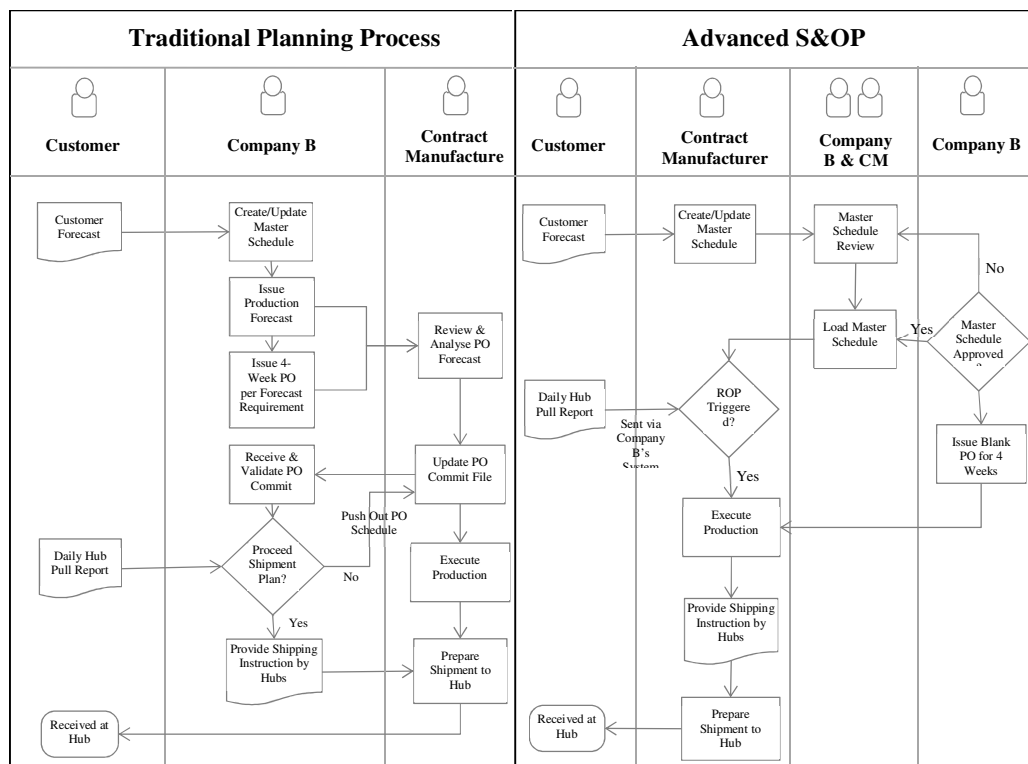 Traditional Planning Process
Advanced S&OP
Customer
Company B
Contract
Manufacture
Customer
Contract
Manufacturer
Company
B & CM
Company B
Customer
Forecast
Create/Update
Master
Schedule
Issue
Production
Forecast
Issue 4-
Week PO
per Forecast
Requirement
Review &
Analyse PO
Forecast
Receive &
Validate PO
Commit
Update PO
Commit File
Push Out PO
Schedule
Daily Hub
Pull Report
Proceed
Shipment
Plan?
No
Yes
Execute
Production
Provide Shipping
Instruction by
Hubs
Prepare
Shipment to
Hub
Received at
Hub
Customer
Forecast
Create/Update
Master
Schedule
Master
Schedule
Review
No
Load Master
Schedule
Yes
Master
Schedule
Approved
?
Daily Hub
Pull Report
Sent via
Company
B's System
ROP
Triggere
d?
Yes
Issue Blank
PO for 4
Weeks
Execute
Production
Provide Shipping
Instruction by
Hubs
Prepare
Shipment to
Hub
Received at
Hub